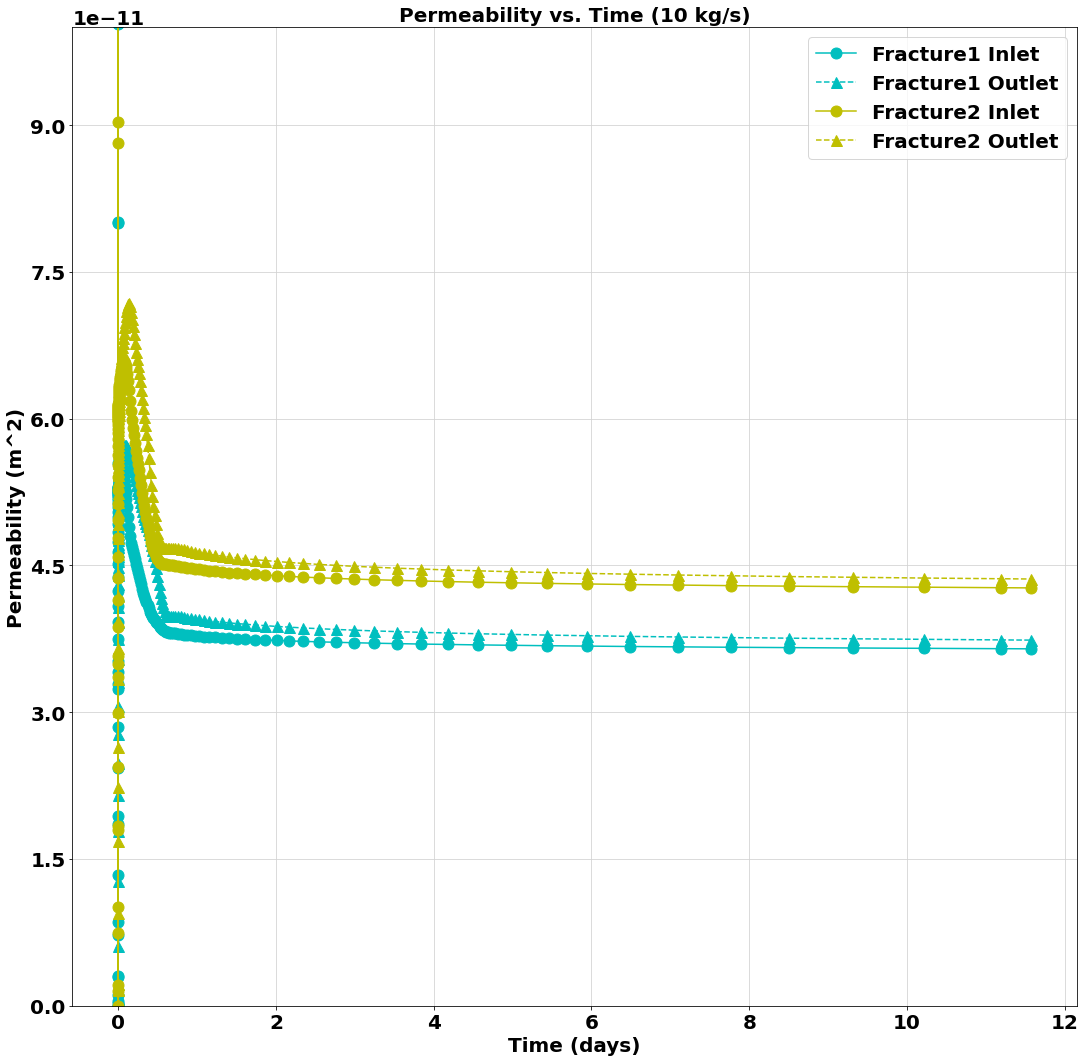 Permeability vs. Time (10 kg/s)
1e−11
Fracture1 Inlet
Fracture1 Outlet
Fracture2 Inlet
Fracture2 Outlet
9.0
7.5
6.0
4.5
3.0
1.5
0.0
Permeability (m^2)
0 2 4 6 8 10 12
Time (days)